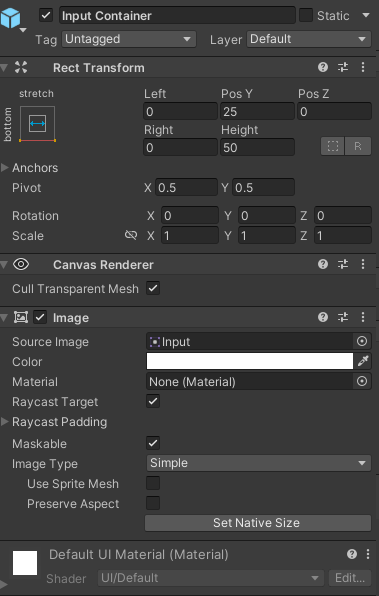 Input Container Static
Tag Untagged Layer Default
Rect Transform
stretch
bottom
Left Pos Y Pos Z
0 25 0
Right Height
0 50 R
Anchors
Pivot X 0.5 Y 0.5
Rotation X 0 Y 0 Z 0
Scale X 1 Y 1 Z 1
Canvas Renderer
Cull Transparent Mesh
Image
Source Image Input
Color
Material None (Material)
Raycast Target
Raycast Padding
Maskable
Image Type Simple
Use Sprite Mesh
Preserve Aspect
Set Native Size
Default UI Material (Material)
Shader UI/Default Edit...